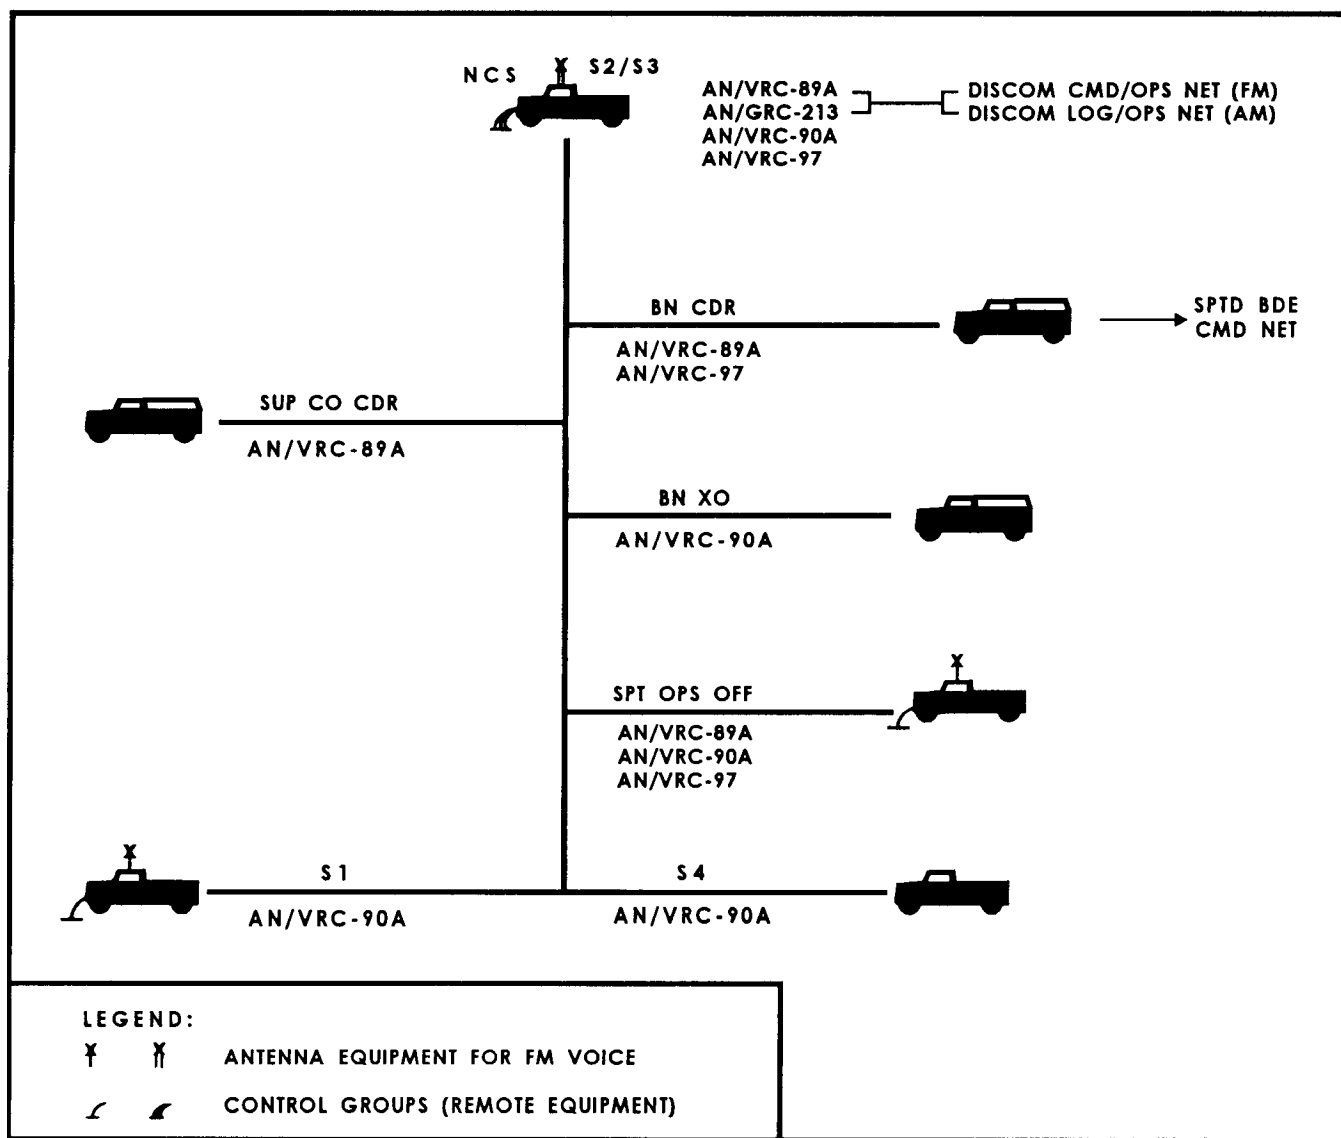 NCS
S2/S3
AN/VRC-89A
AN/GRC-213
AN/VRC-90A
AN/VRC-97
DISCOM CMD/OPS NET (FM)
DISCOM LOG/OPS NET (AM)
BN CDR
AN/VRC-89A
AN/VRC-97
SPTD BDE
CMD NET
SUP CO CDR
AN/VRC-89A
BN XO
AN/VRC-90A
SPT OPS OFF
AN/VRC-89A
AN/VRC-90A
AN/VRC-97
S1
AN/VRC-90A
S4
AN/VRC-90A
LEGEND:
ANTENNA EQUIPMENT FOR FM VOICE
CONTROL GROUPS (REMOTE EQUIPMENT)